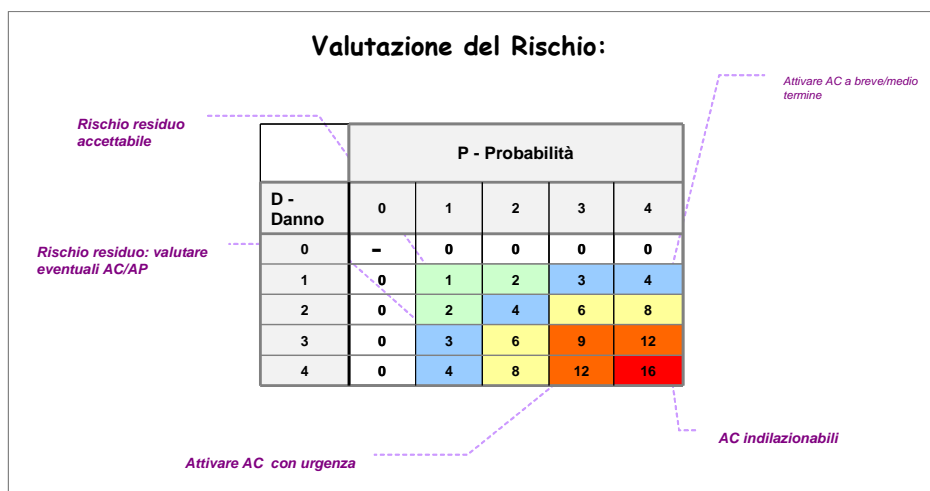 Valutazione del Rischio:
Attivare AC a breve/medio
termine
Rischio residuo
accettabile
P - Probabilità
D -
Danno
0 1 2 3 4
0 – 0 0 0 0
Rischio residuo: valutare
eventuali AC/AP
1 0 1 2 3 4
2 0 2 4 6 8
3 0 3 6 9 12
4 0 4 8 12 16
AC indilazionabili
Attivare AC con urgenza